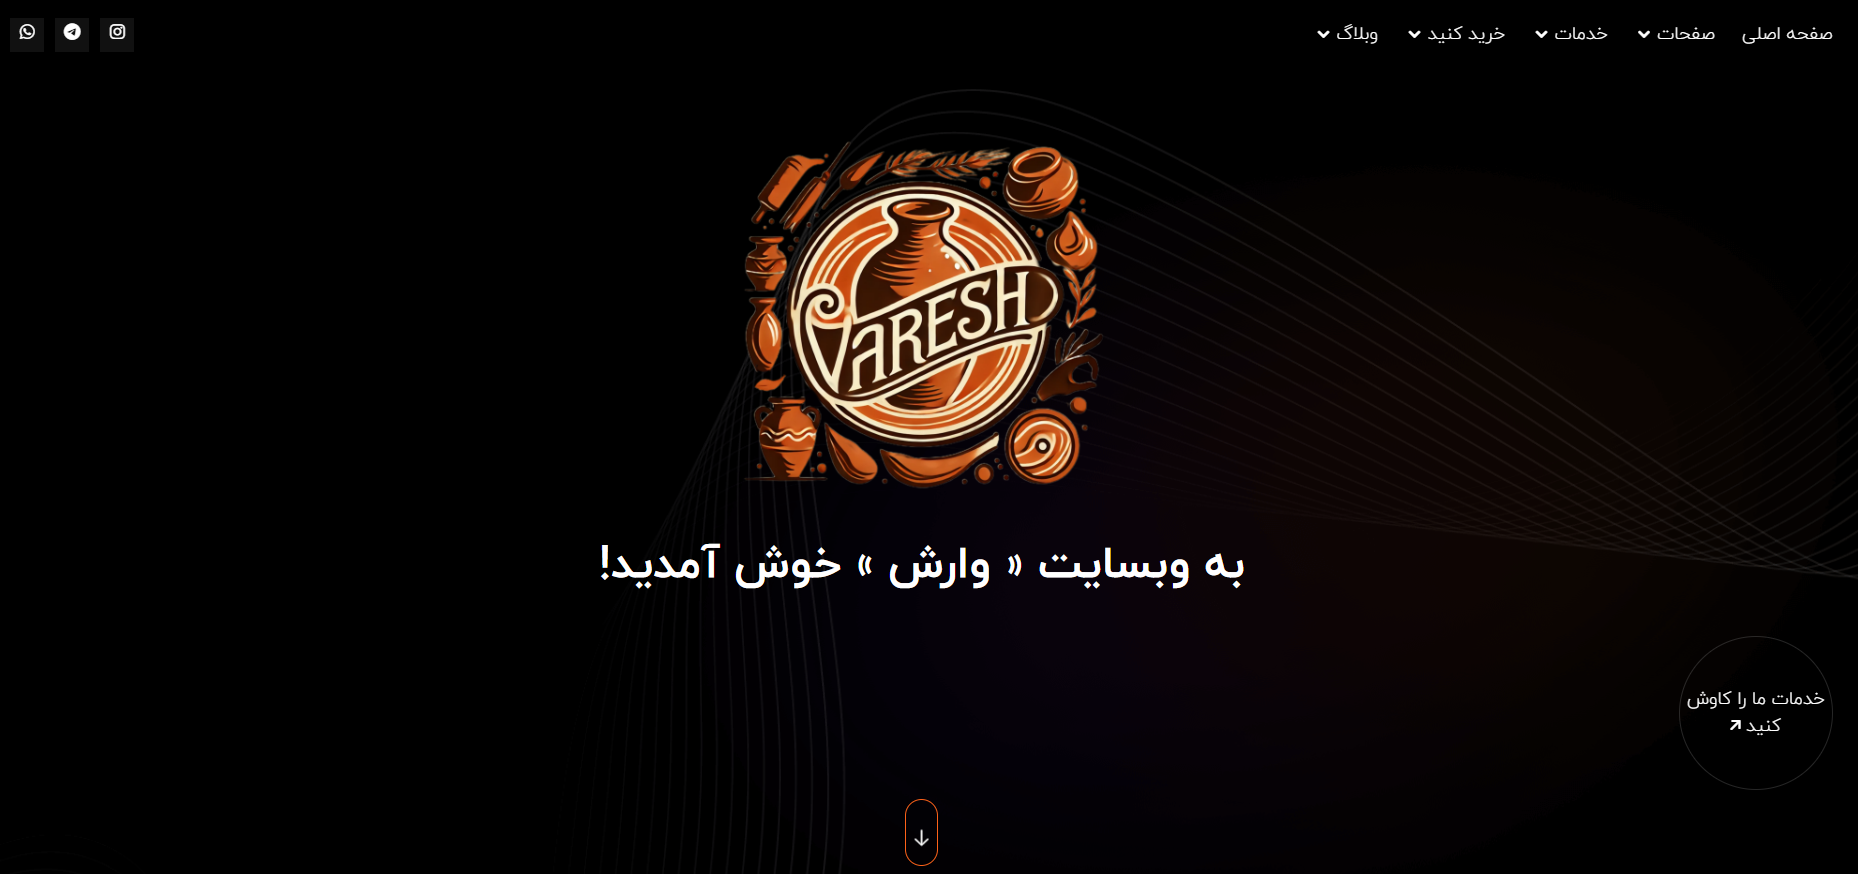 صفحه اصلی
صفحات
خدمات
خرید کنید
وبلاگ
VARESH
به وبسایت « وارش » خوش آمدید!
خدمات ما را کاوش
کنید